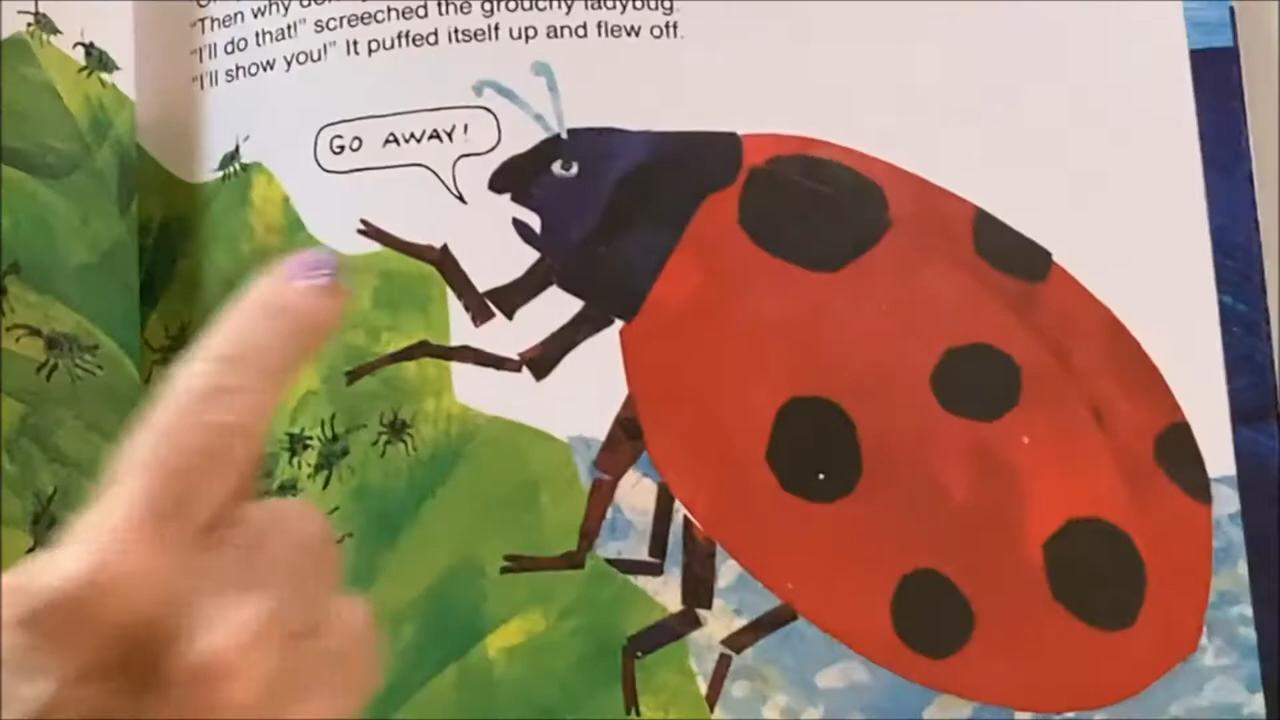 "Then why
"I'll do that!" screeched the grouchy ladybug.
"I'll show you!" It puffed itself up and flew off.
GO AWAY!